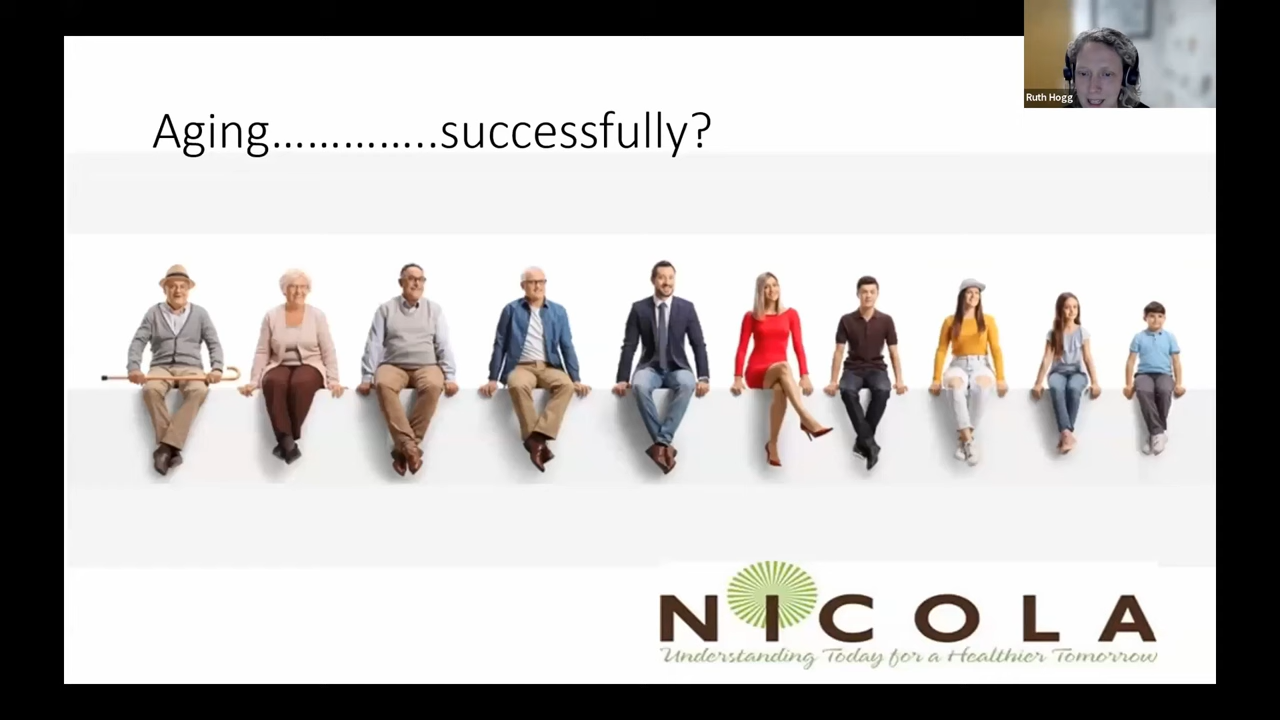 Ruth Hogg
Aging…………..successfully?
NICOLA
Understanding Today for a Healthier Tomorrow